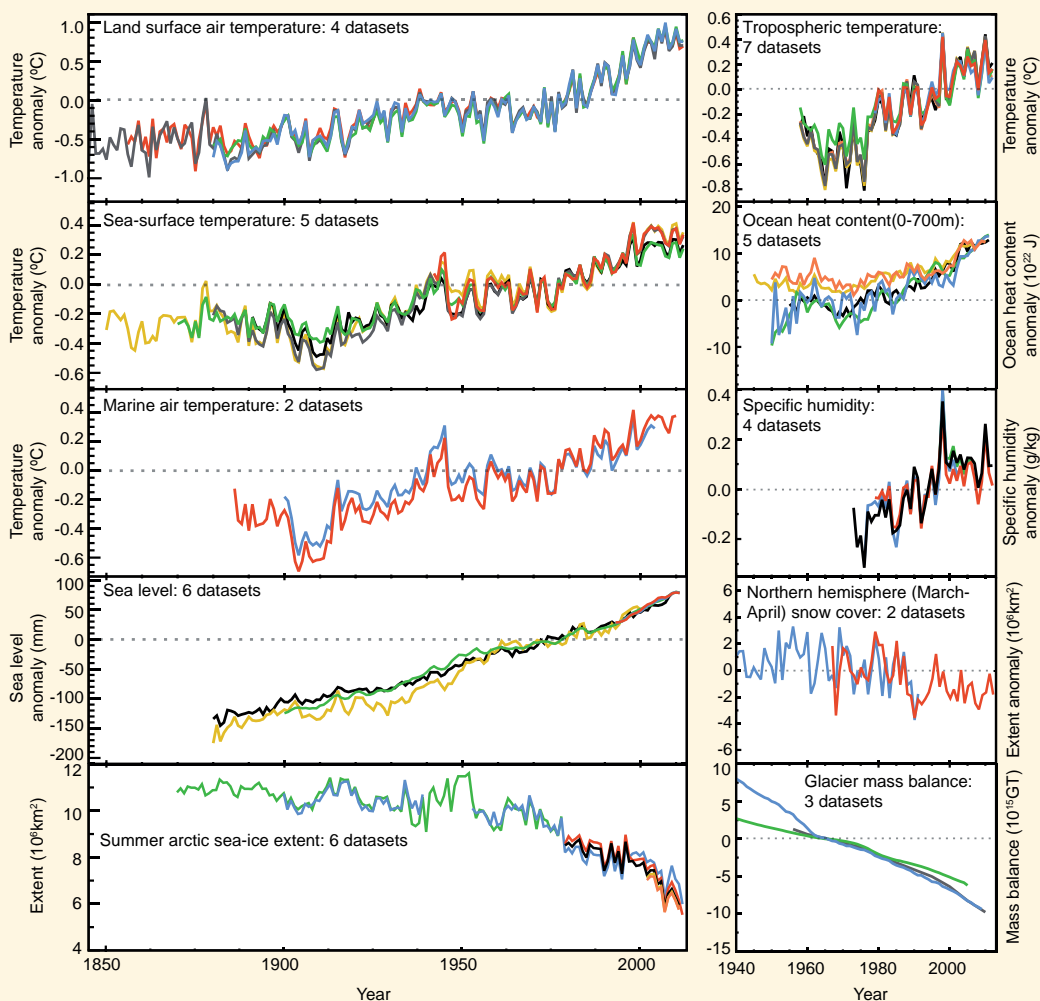 Land surface air temperature: 4 datasets
Temperature
anomaly (ºC)
1.0
0.5
0.0
-0.5
-1.0
Sea-surface temperature: 5 datasets
Temperature
anomaly (ºC)
0.4
0.2
0.0
-0.2
-0.4
-0.6
Marine air temperature: 2 datasets
Temperature
anomaly (ºC)
0.4
0.2
0.0
-0.2
-0.4
-0.6
Sea level: 6 datasets
Sea level
anomaly (mm)
100
50
0
-50
-100
-150
-200
Summer arctic sea-ice extent: 6 datasets
Extent (10⁶km²)
12
10
8
6
4
1850
1900
1950
2000
Year
Tropospheric temperature:
7 datasets
Temperature
anomaly (ºC)
0.6
0.4
0.2
0.0
-0.2
-0.4
-0.6
-0.8
Ocean heat content(0-700m):
5 datasets
Ocean heat content
anomaly (10²² J)
20
10
0
-10
Specific humidity:
4 datasets
Specific humidity
anomaly (g/kg)
0.4
0.2
0.0
-0.2
Northern hemisphere (March-
April) snow cover: 2 datasets
Extent anomaly (10⁶km²)
6
4
2
0
-2
-4
-6
Glacier mass balance:
3 datasets
Mass balance (10¹⁵GT)
10
5
0
-5
-10
-15
1940
1960
1980
2000
Year